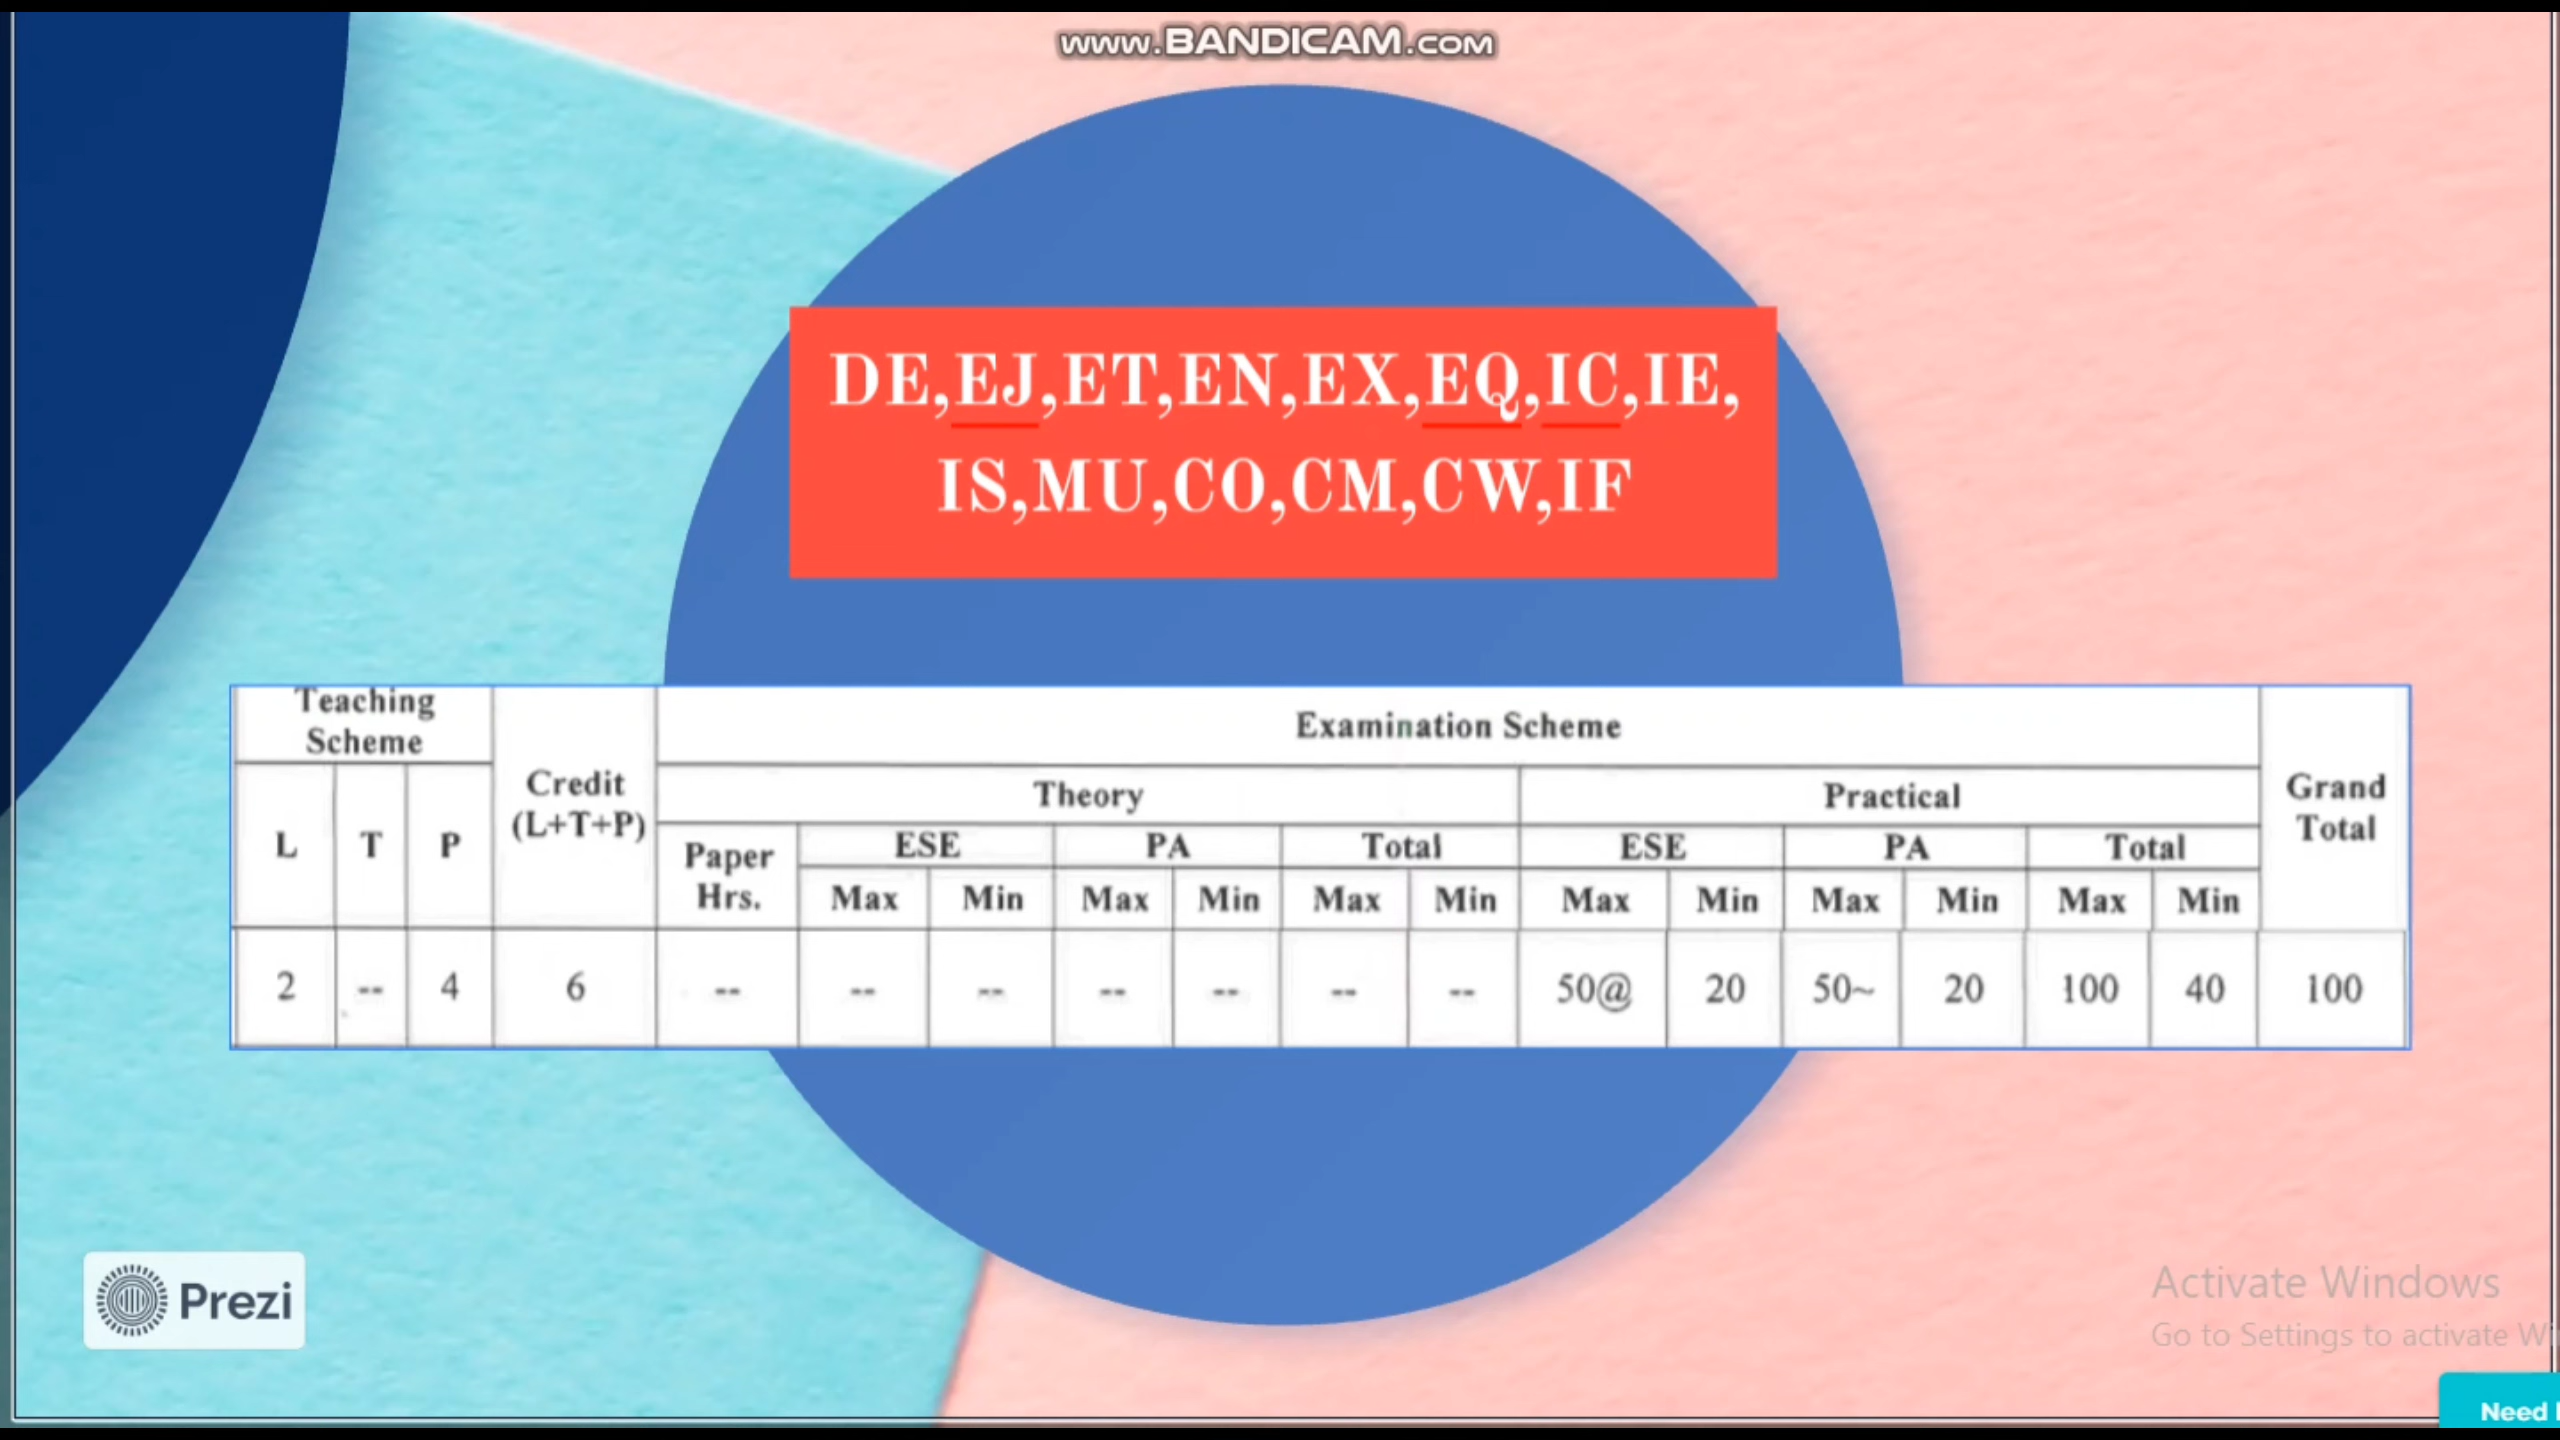 www.BANDICAM.com
DE,EJ,ET,EN,EX,EQ,IC,IE,
IS,MU,CO,CM,CW,IF
Teaching
Scheme
Credit
(L+T+P)
Examination Scheme
Grand
Total
L T P
Theory
Practical
Paper
Hrs.
ESE PA Total ESE PA Total
Max Min Max Min Max Min Max Min Max Min Max Min
2 -- 4 6 -- -- -- -- -- -- -- 50@ 20 50~ 20 100 40 100
Prezi
Activate Windows
Go to Settings to activate
Need